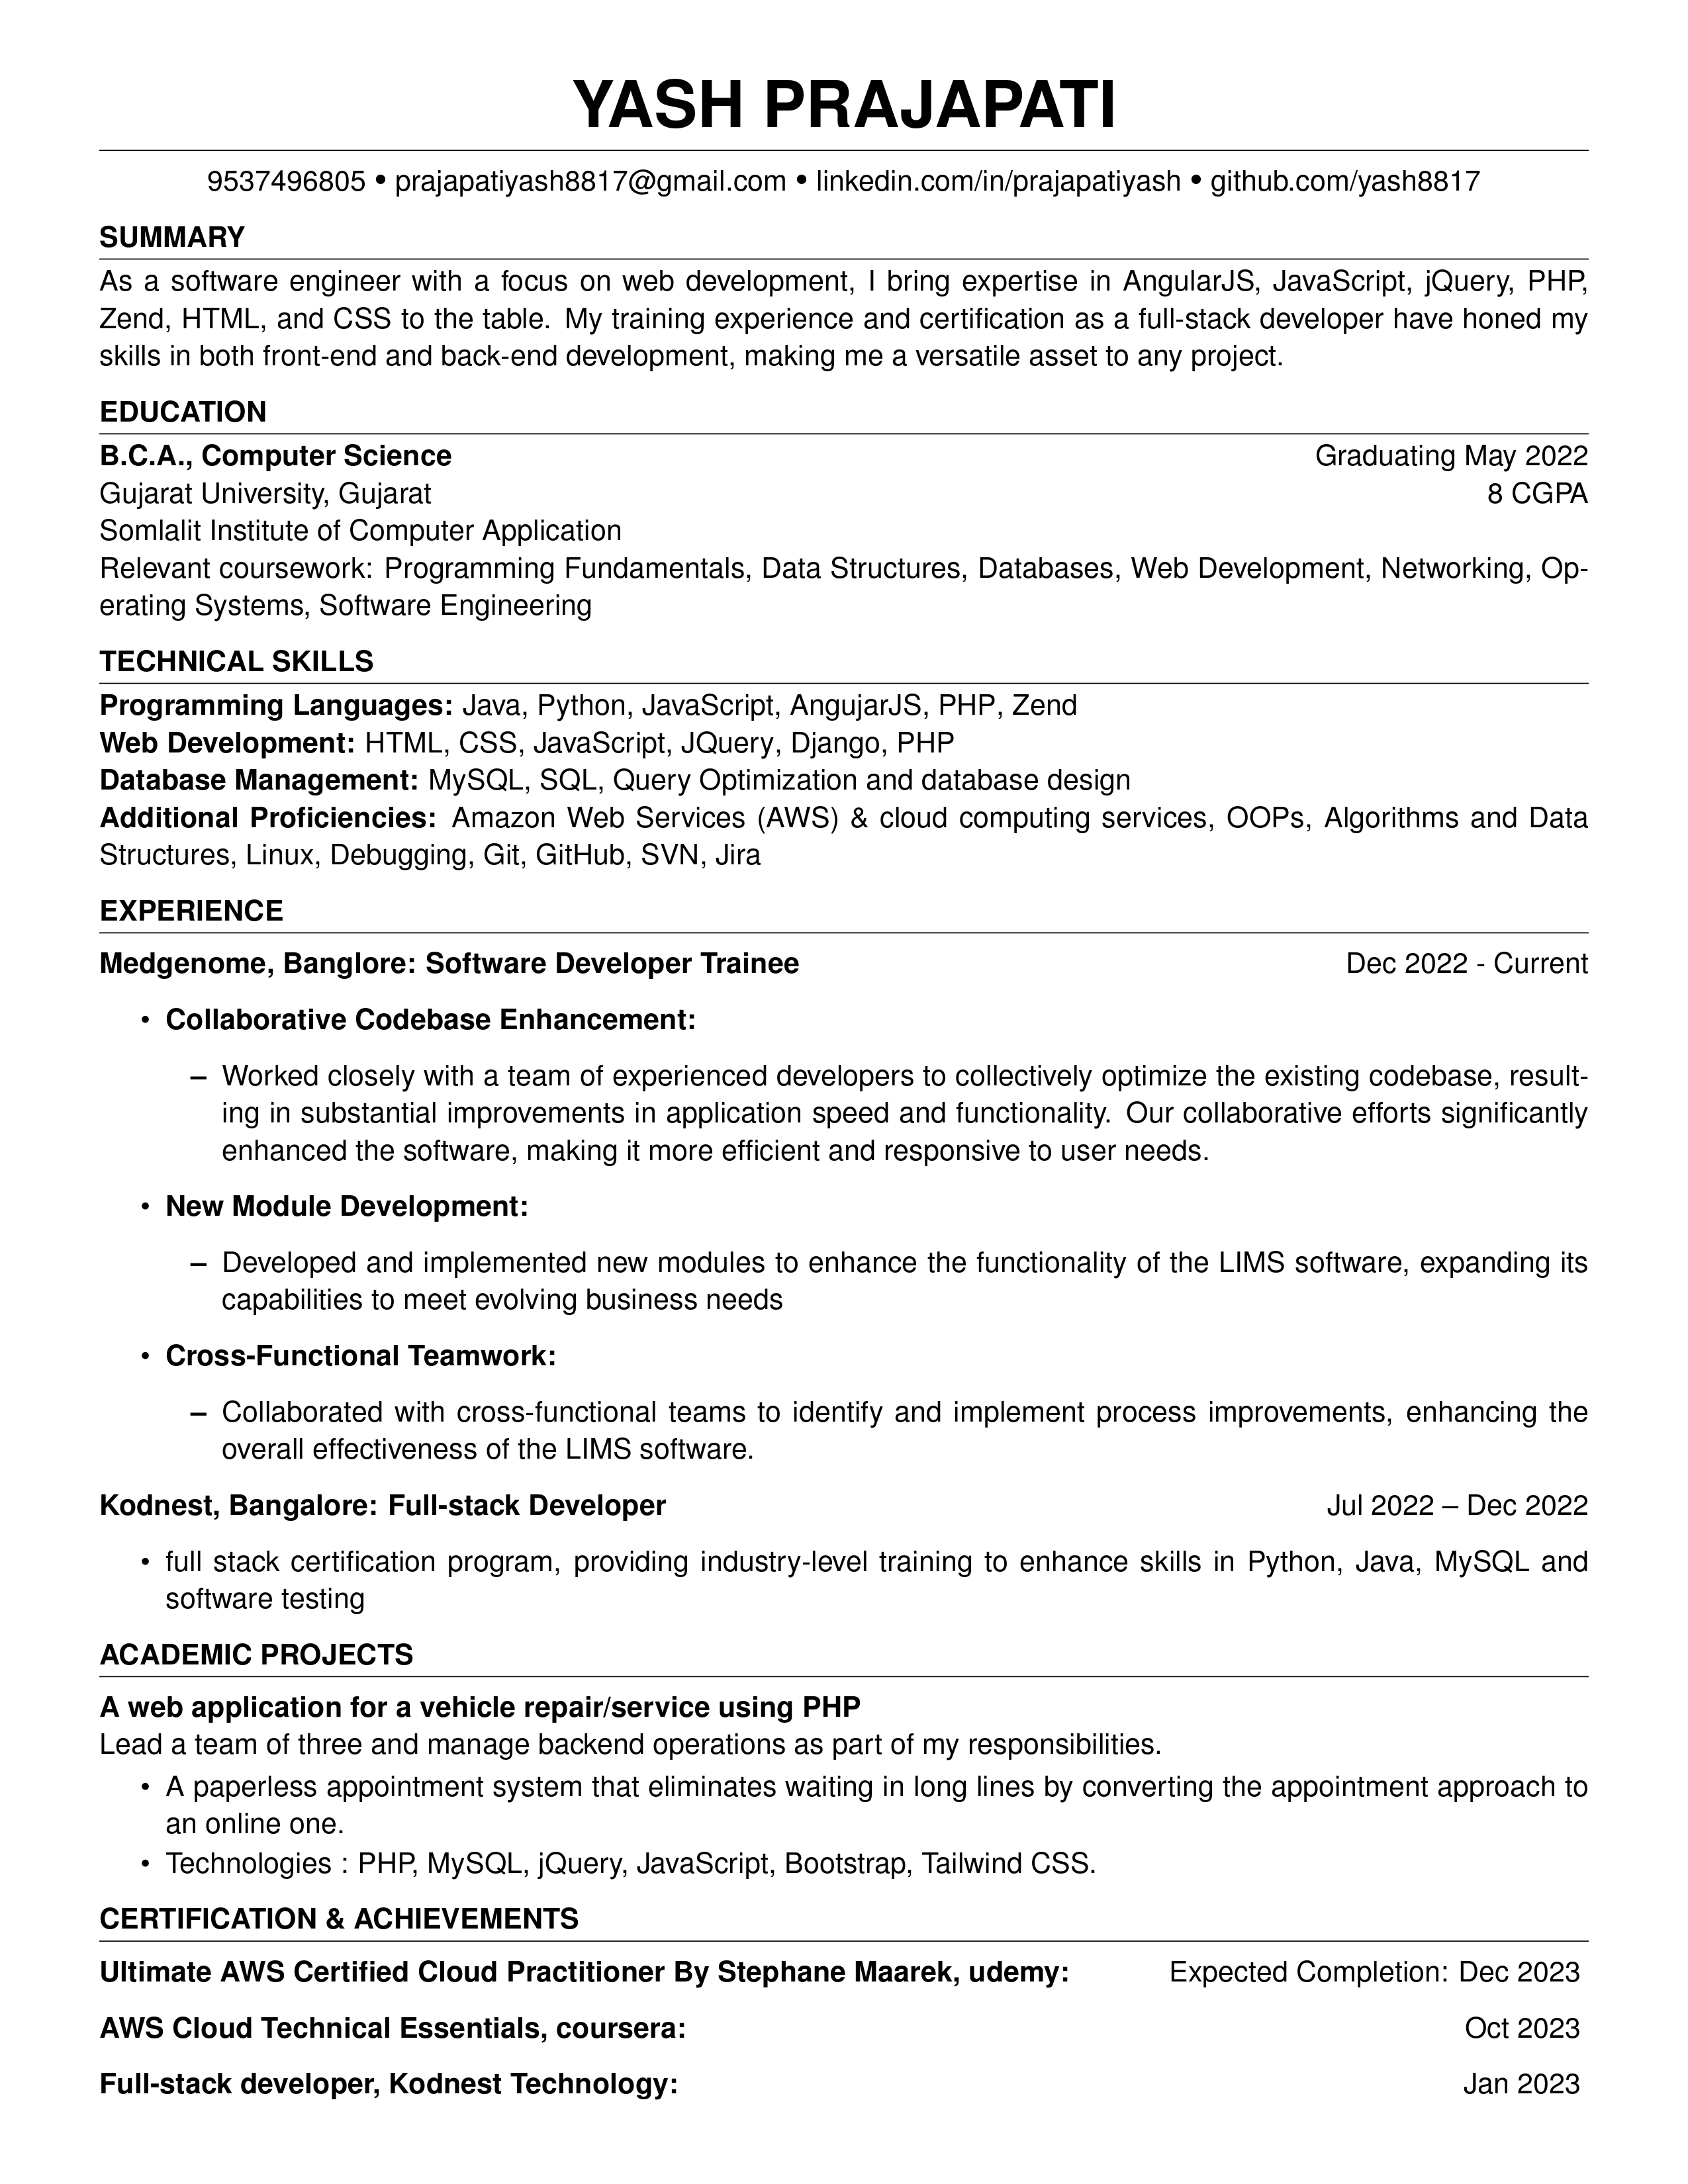 YASH PRAJAPATI
9537496805 • prajapatiyash8817@gmail.com • linkedin.com/in/prajapatiyash • github.com/yash8817
SUMMARY
As a software engineer with a focus on web development, I bring expertise in AngularJS, JavaScript, jQuery, PHP,
Zend, HTML, and CSS to the table. My training experience and certification as a full-stack developer have honed my
skills in both front-end and back-end development, making me a versatile asset to any project.
EDUCATION
B.C.A., Computer Science Graduating May 2022
Gujarat University, Gujarat 8 CGPA
Somlalit Institute of Computer Application
Relevant coursework: Programming Fundamentals, Data Structures, Databases, Web Development, Networking, Op-
erating Systems, Software Engineering
TECHNICAL SKILLS
Programming Languages: Java, Python, JavaScript, AngujarJS, PHP, Zend
Web Development: HTML, CSS, JavaScript, JQuery, Django, PHP
Database Management: MySQL, SQL, Query Optimization and database design
Additional Proficiencies: Amazon Web Services (AWS) & cloud computing services, OOPs, Algorithms and Data
Structures, Linux, Debugging, Git, GitHub, SVN, Jira
EXPERIENCE
Medgenome, Banglore: Software Developer Trainee Dec 2022 - Current
• Collaborative Codebase Enhancement:
– Worked closely with a team of experienced developers to collectively optimize the existing codebase, result-
ing in substantial improvements in application speed and functionality. Our collaborative efforts significantly
enhanced the software, making it more efficient and responsive to user needs.
• New Module Development:
– Developed and implemented new modules to enhance the functionality of the LIMS software, expanding its
capabilities to meet evolving business needs
• Cross-Functional Teamwork:
– Collaborated with cross-functional teams to identify and implement process improvements, enhancing the
overall effectiveness of the LIMS software.
Kodnest, Bangalore: Full-stack Developer Jul 2022 – Dec 2022
• full stack certification program, providing industry-level training to enhance skills in Python, Java, MySQL and
software testing
ACADEMIC PROJECTS
A web application for a vehicle repair/service using PHP
Lead a team of three and manage backend operations as part of my responsibilities.
• A paperless appointment system that eliminates waiting in long lines by converting the appointment approach to
an online one.
• Technologies : PHP, MySQL, jQuery, JavaScript, Bootstrap, Tailwind CSS.
CERTIFICATION & ACHIEVEMENTS
Ultimate AWS Certified Cloud Practitioner By Stephane Maarek, udemy: Expected Completion: Dec 2023
AWS Cloud Technical Essentials, coursera: Oct 2023
Full-stack developer, Kodnest Technology: Jan 2023